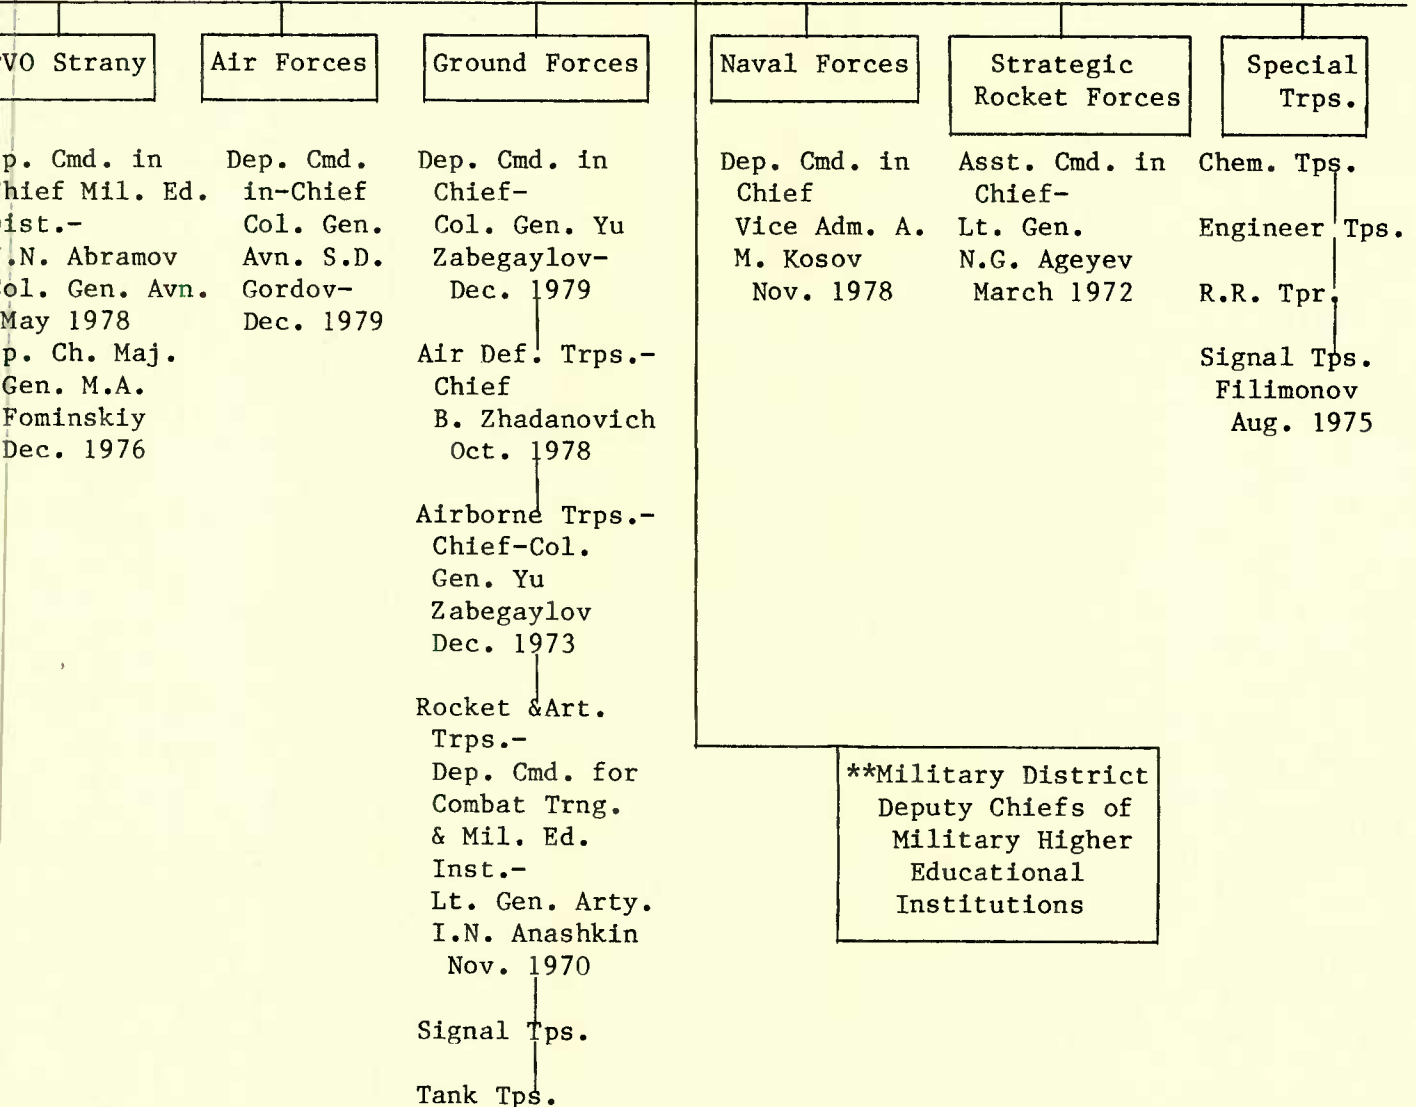 VO Strany
p. Cmd. in
hief Mil. Ed.
ist.-
.N. Abramov
ol. Gen. Avn.
May 1978
p. Ch. Maj.
Gen. M.A.
Fominskiy
Dec. 1976
Air Forces
Dep. Cmd.
in-Chief
Col. Gen.
Avn. S.D.
Gordov-
Dec. 1979
Ground Forces
Dep. Cmd. in
Chief-
Col. Gen. Yu
Zabegaylov-
Dec. 1979
Air Def. Trps.-
Chief
B. Zhadanovich
Oct. 1978
Airborne Trps.-
Chief-Col.
Gen. Yu
Zabegaylov
Dec. 1973
Rocket &Art.
Trps.-
Dep. Cmd. for
Combat Trng.
& Mil. Ed.
Inst.-
Lt. Gen. Arty.
I.N. Anashkin
Nov. 1970
Signal Tps.
Tank Tps.
Naval Forces
Dep. Cmd. in
Chief
Vice Adm. A.
M. Kosov
Nov. 1978
Strategic
Rocket Forces
Asst. Cmd. in
Chief-
Lt. Gen.
N.G. Ageyev
March 1972
Special
Trps.
Chem. Tps.
Engineer Tps.
R.R. Tpr.
Signal Tps.
Filimonov
Aug. 1975
**Military District
Deputy Chiefs of
Military Higher
Educational
Institutions